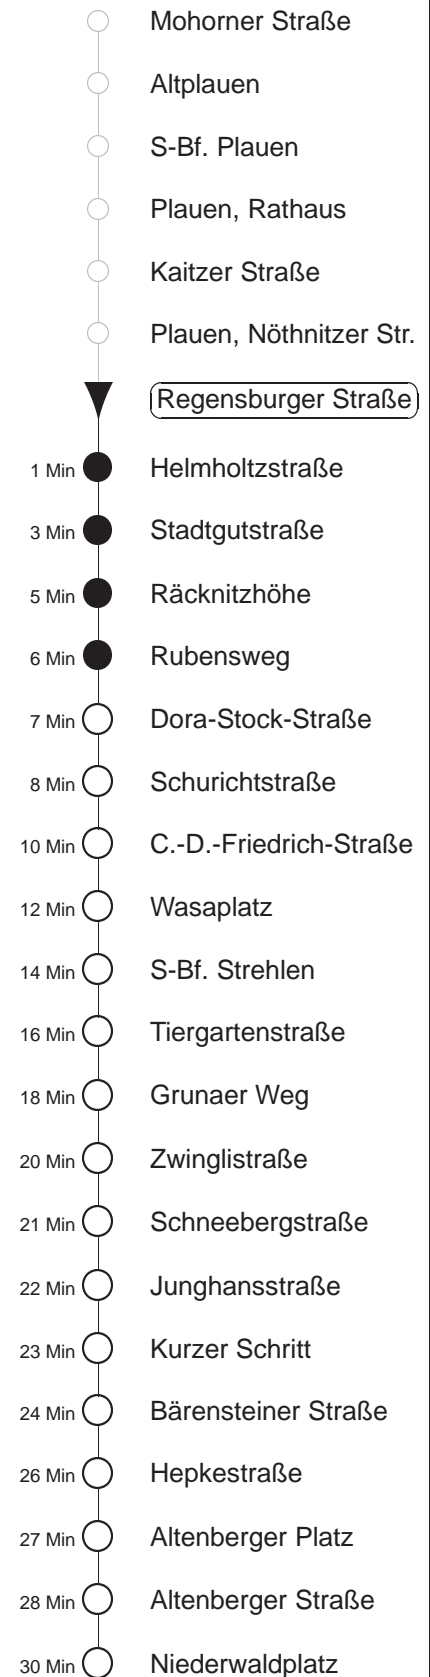 Mohorner Straße
Altplauen
S-Bf. Plauen
Plauen, Rathaus
Kaitzer Straße
Plauen, Nöthnitzer Str.
Regensburger Straße
1 Min Helmholtzstraße
3 Min Stadtgutstraße
5 Min Räcknitzhöhe
6 Min Rubensweg
7 Min Dora-Stock-Straße
8 Min Schurichtstraße
10 Min C.-D.-Friedrich-Straße
12 Min Wasaplatz
14 Min S-Bf. Strehlen
16 Min Tiergartenstraße
18 Min Grunaer Weg
20 Min Zwinglistraße
21 Min Schneebergstraße
22 Min Junghansstraße
23 Min Kurzer Schritt
24 Min Bärensteiner Straße
26 Min Hepkestraße
27 Min Altenberger Platz
28 Min Altenberger Straße
30 Min Niederwaldplatz